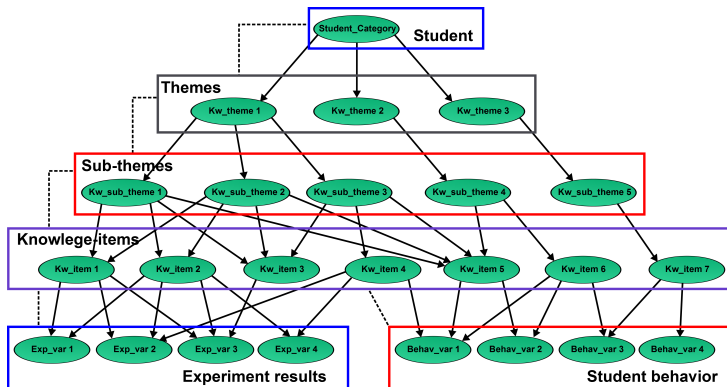 Student_Category
Student
Themes
Kw_theme 1 Kw_theme 2 Kw_theme 3
Sub-themes
Kw_sub_theme 1 Kw_sub_theme 2 Kw_sub_theme 3 Kw_sub_theme 4 Kw_sub_theme 5
Knowlege-items
Kw_item 1 Kw_item 2 Kw_item 3 Kw_item 4 Kw_item 5 Kw_item 6 Kw_item 7
Exp_var 1 Exp_var 2 Exp_var 3 Exp_var 4 Behav_var 1 Behav_var 2 Behav_var 3 Behav_var 4
Experiment results Student behavior